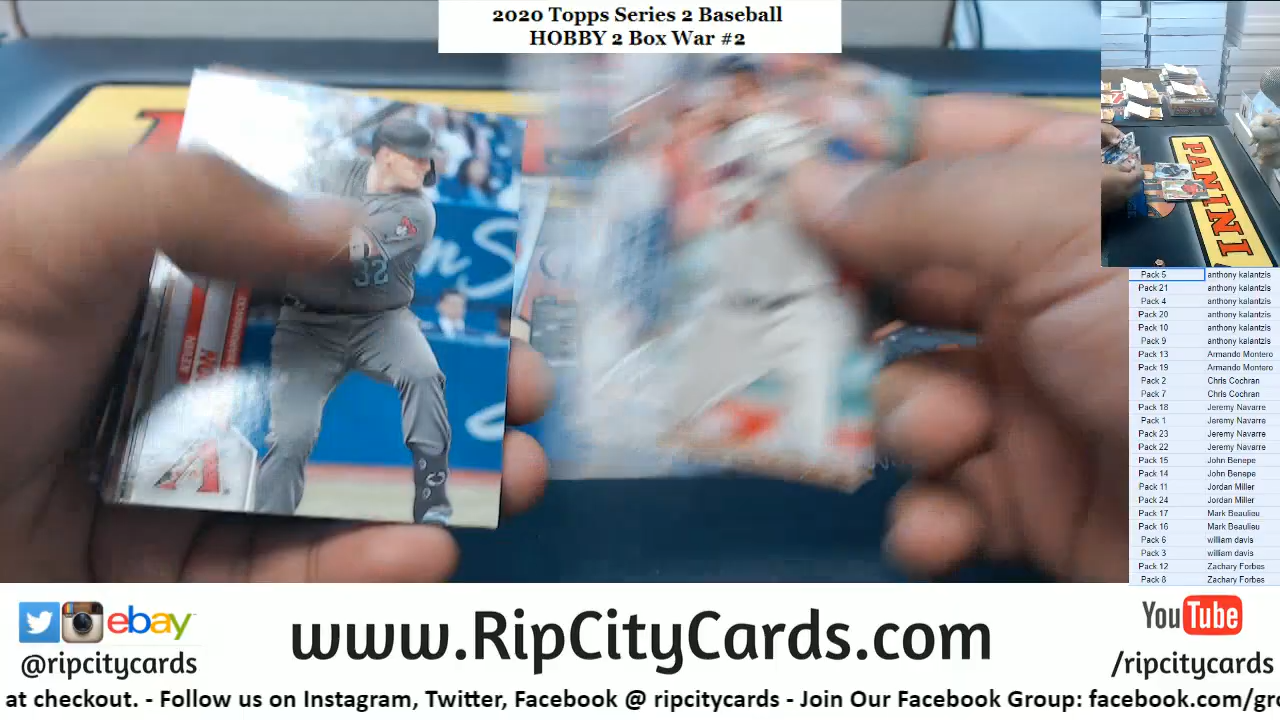 2020 Topps Series 2 Baseball
HOBBY 2 Box War #2
PANINI
32
Pack 5 anthony kalantzis
Pack 21 anthony kalantzis
Pack 4 anthony kalantzis
Pack 20 anthony kalantzis
Pack 10 anthony kalantzis
Pack 9 anthony kalantzis
Pack 13 Armando Montero
Pack 19 Armando Montero
Pack 2 Chris Cochran
Pack 7 Chris Cochran
Pack 18 Jeremy Navarre
Pack 1 Jeremy Navarre
Pack 23 Jeremy Navarre
Pack 22 Jeremy Navarre
Pack 15 John Benepe
Pack 14 John Benepe
Pack 11 Jordan Miller
Pack 24 Jordan Miller
Pack 17 Mark Beaulieu
Pack 16 Mark Beaulieu
Pack 6 william davis
Pack 3 william davis
Pack 12 Zachary Forbes
Pack 8 Zachary Forbes
ebay
@ripcitycards
www.RipCityCards.com
YouTube
/ripcitycards
at checkout. - Follow us on Instagram, Twitter, Facebook @ ripcitycards - Join Our Facebook Group: facebook.com/gr